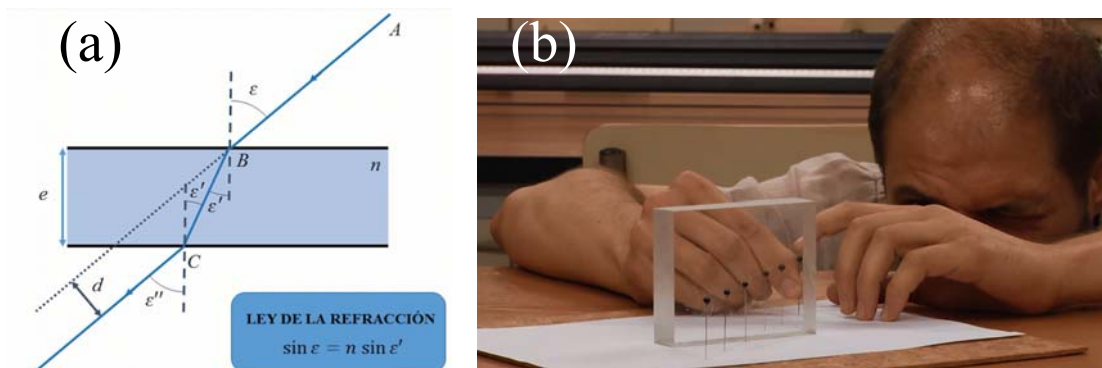 (a)
A
ε
B
n
e
ε′
ε′
C
d
ε″
LEY DE LA REFRACCIÓN
sin ε = n sin ε′
(b)